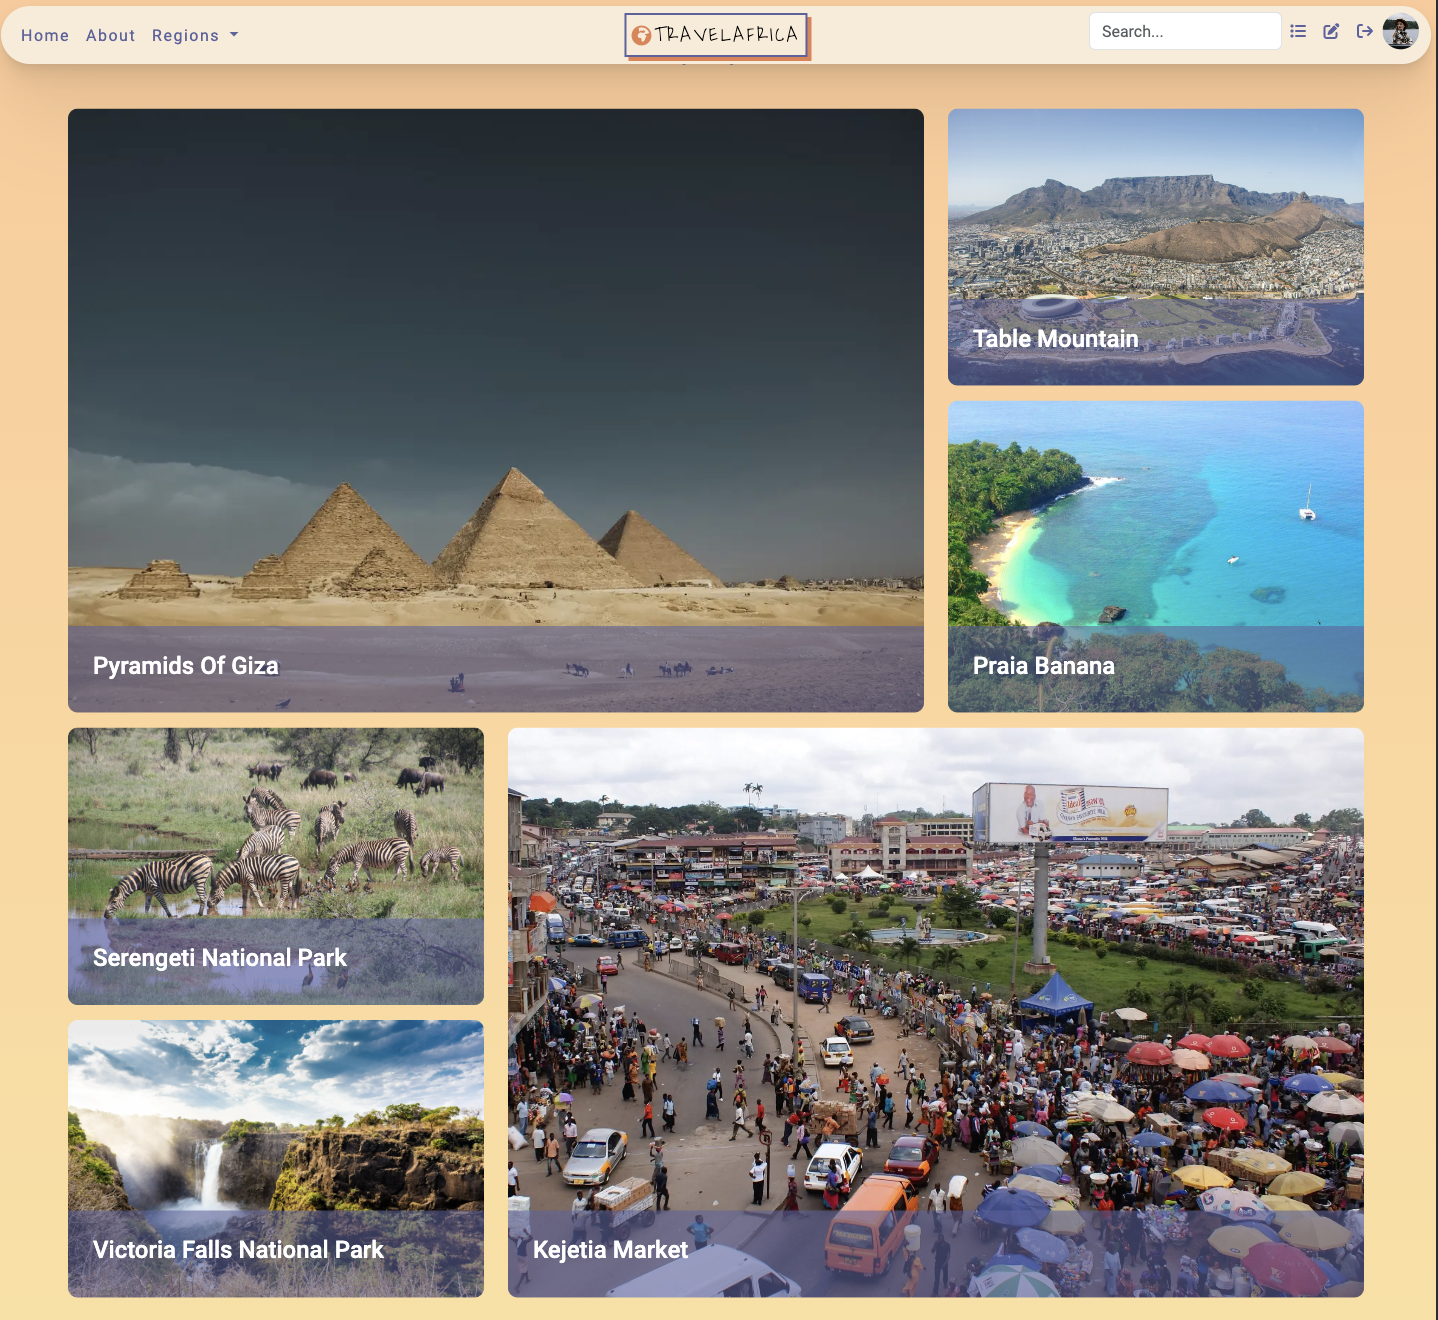 Home About Regions
TRAVELAFRICA
Search...
Table Mountain
Pyramids Of Giza
Praia Banana
Serengeti National Park
Victoria Falls National Park
Kejetia Market